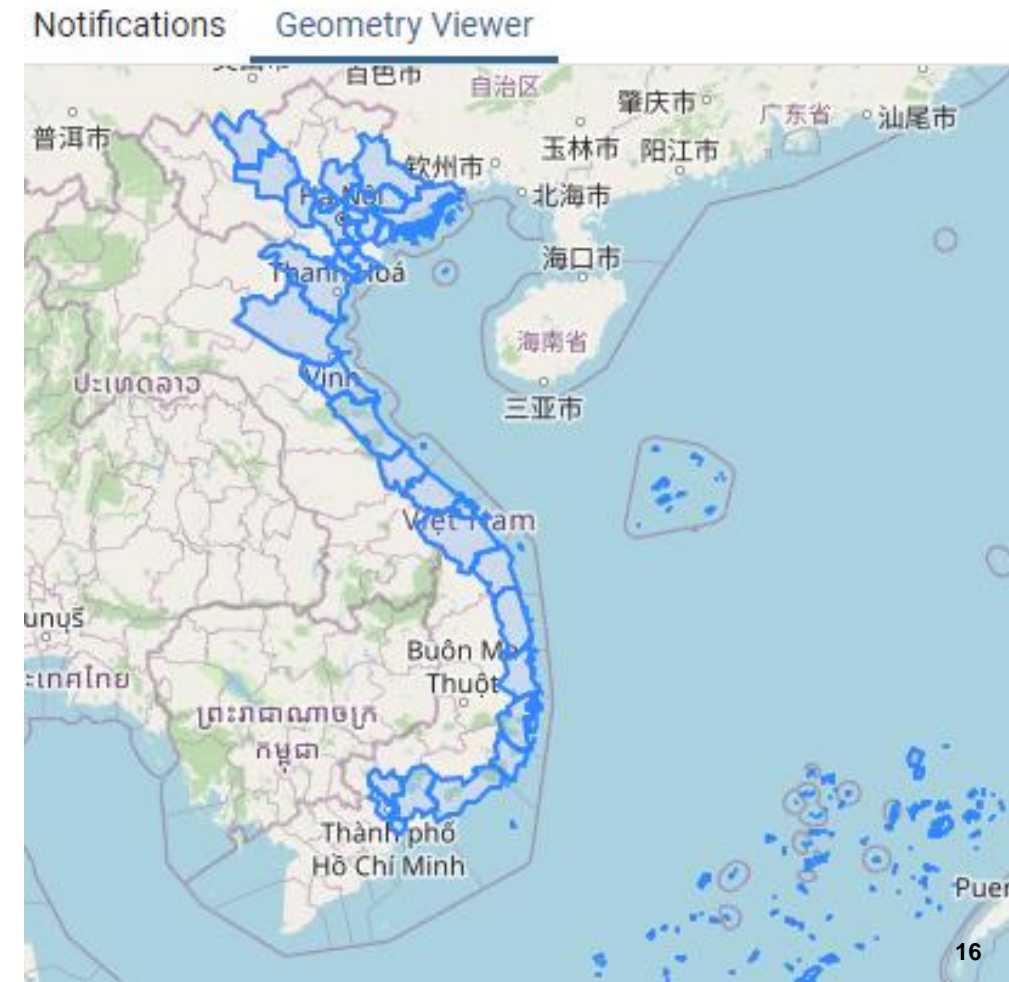 Notifications Geometry Viewer
百色市
自治区
肇庆市
广东省
汕尾市
普洱市
玉林市
阳江市
钦州市
北海市
Hà Nội
海口市
Thanh Hoá
海南省
ປະເທດລາວ
Vinh
三亚市
Việt Nam
Buôn Ma
Thuột
ព្រះរាជាណាចក្រ
កម្ពុជា
Thành phố
Hồ Chí Minh
Puer
16